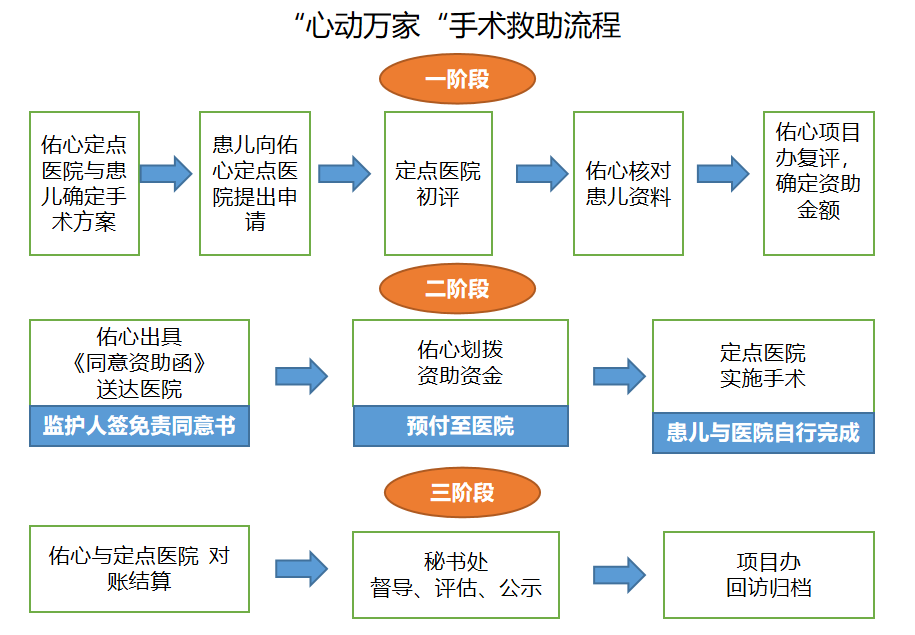 “心动万家“手术救助流程
一阶段
佑心定点
医院与患
儿确定手
术方案
患儿向佑
心定点医
院提出申
请
定点医院
初评
佑心核对
患儿资料
佑心项目
办复评，
确定资助
金额
二阶段
佑心出具
《同意资助函》
送达医院
监护人签免责同意书
佑心划拨
资助资金
预付至医院
定点医院
实施手术
患儿与医院自行完成
三阶段
佑心与定点医院 对
账结算
秘书处
督导、评估、公示
项目办
回访归档